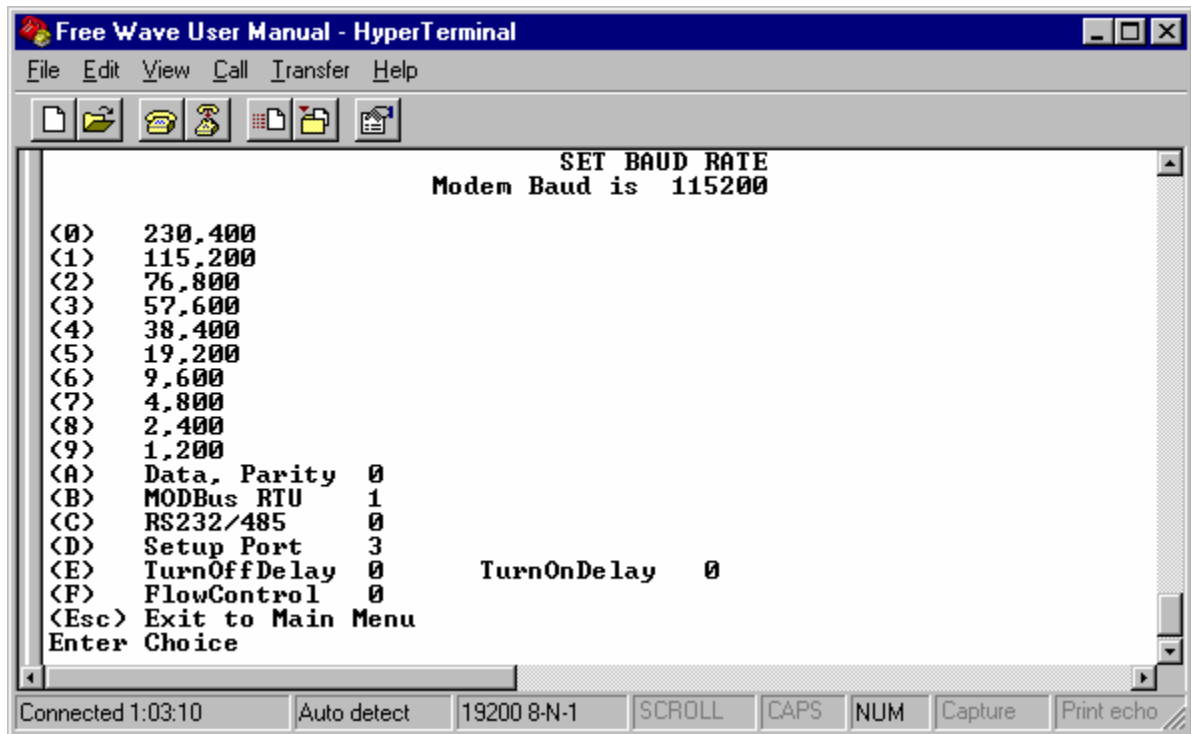 Free Wave User Manual - HyperTerminal
File Edit View Call Transfer Help
SET BAUD RATE
Modem Baud is 115200
(0) 230,400
(1) 115,200
(2) 76,800
(3) 57,600
(4) 38,400
(5) 19,200
(6) 9,600
(7) 4,800
(8) 2,400
(9) 1,200
(A) Data, Parity 0
(B) MODBus RTU 1
(C) RS232/485 0
(D) Setup Port 3
(E) TurnOffDelay 0 TurnOnDelay 0
(F) FlowControl 0
(Esc) Exit to Main Menu
Enter Choice
Connected 1:03:10 Auto detect 19200 8-N-1 SCROLL CAPS NUM Capture Print echo